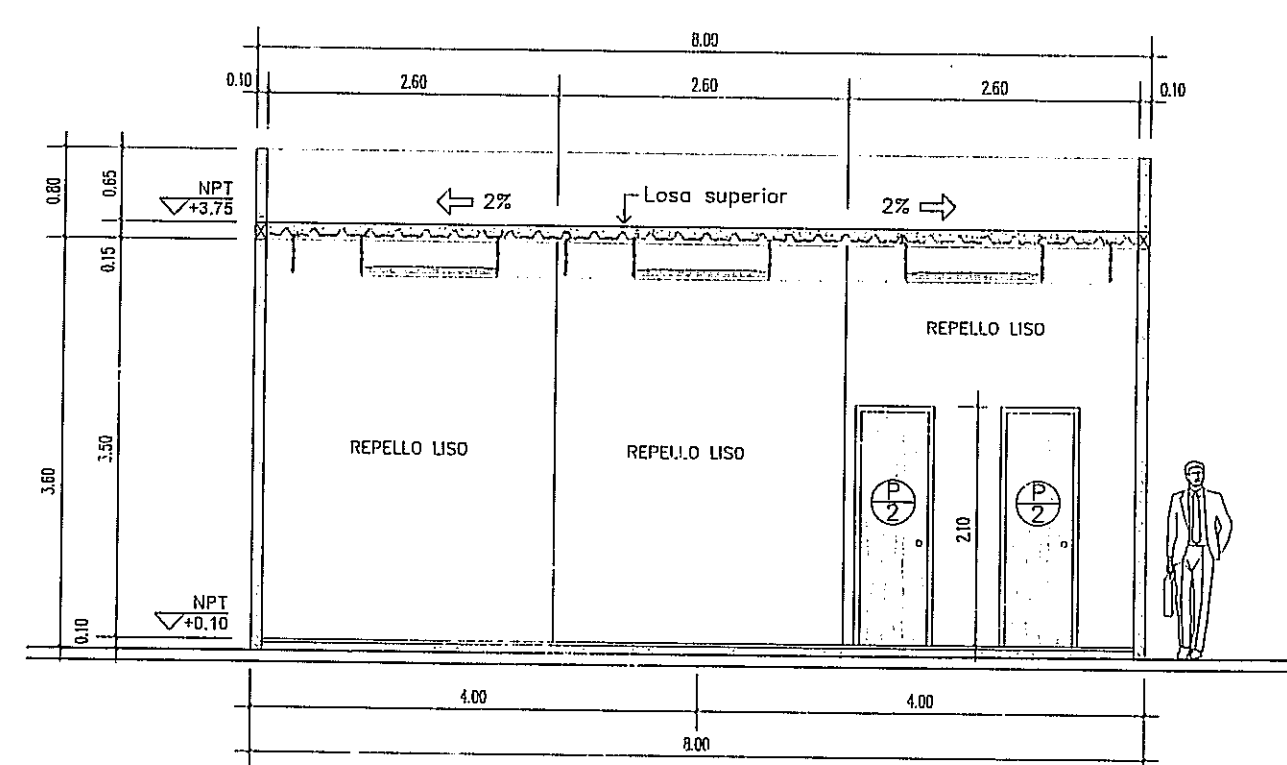 8.00
0.10 2.60 2.60 2.60 0.10
0.80 0.65
NPT
+3.75
2% Losa superior 2%
0.15
REPELLO LISO
REPELLO LISO REPELLO LISO
3.60 3.50
P
2
P
2
2.10
NPT
+0.10
0.10
4.00 4.00
8.00